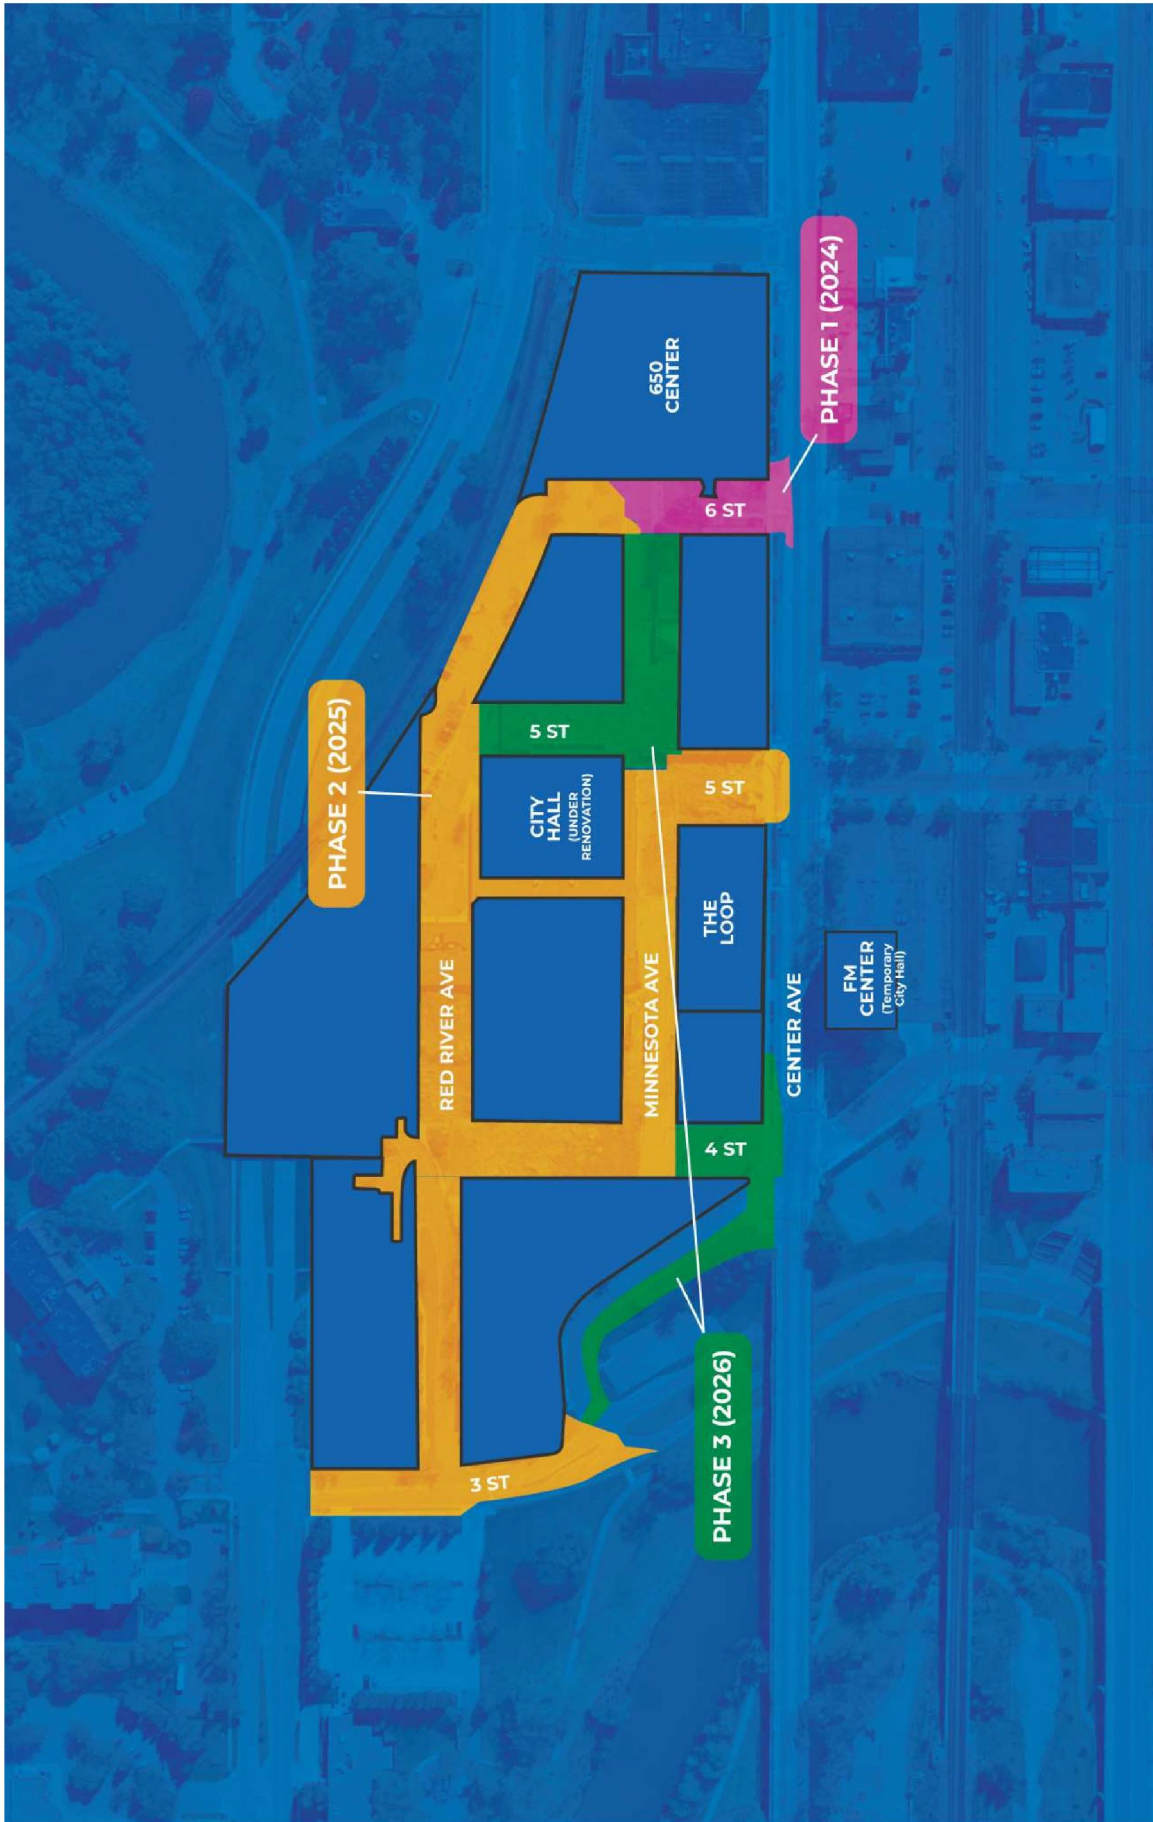 PHASE 1 (2024)
650
CENTER
6 ST
PHASE 2 (2025)
5 ST
5 ST
CITY
HALL
(UNDER
RENOVATION)
THE
LOOP
FM
CENTER
(Temporary
City Hall)
RED RIVER AVE
MINNESOTA AVE
CENTER AVE
4 ST
PHASE 3 (2026)
3 ST